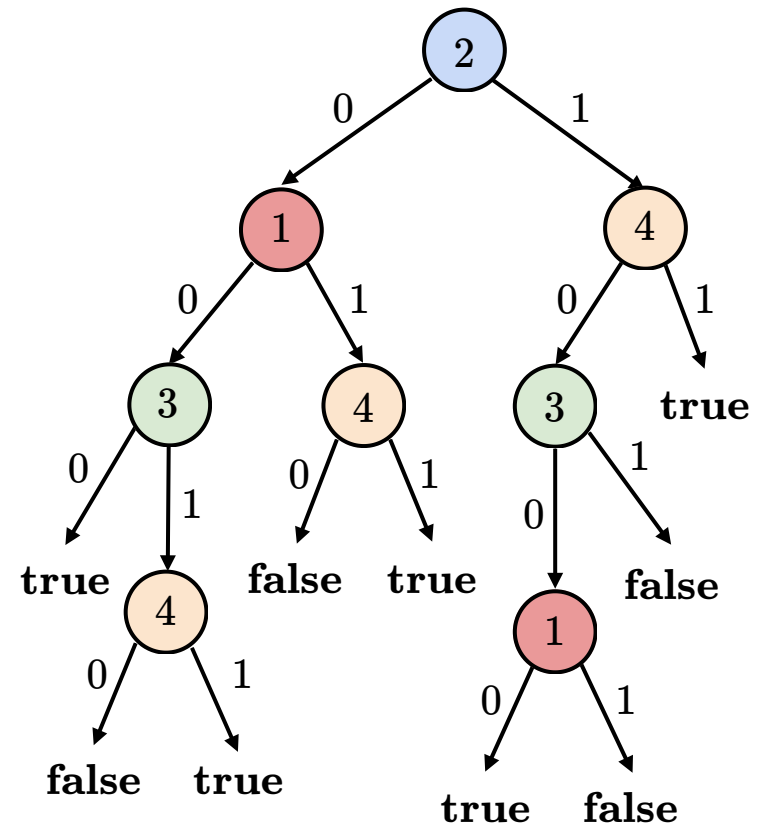 2
0 1
1 4
0 1 0 1
3 4 3 true
0 1 0 1 0 1
true 4 false true 1 false
0 1 0 1
false true true false